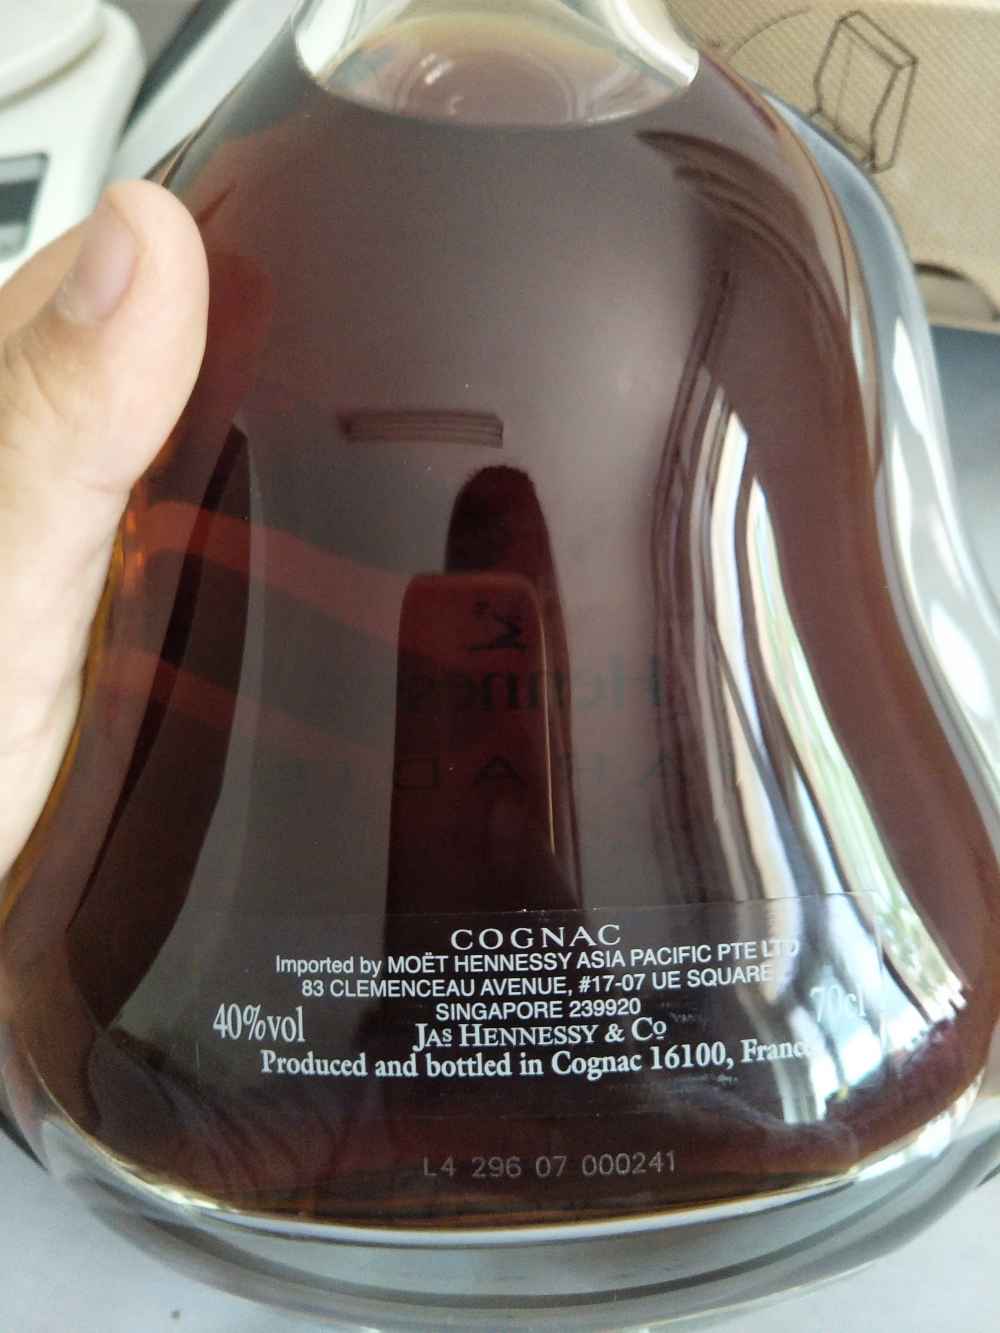 COGNAC
Imported by MOËT HENNESSY ASIA PACIFIC PTE LTD
83 CLEMENCEAU AVENUE, #17-07 UE SQUARE
SINGAPORE 239920
40%vol
70cl
JAS HENNESSY & Cº
Produced and bottled in Cognac 16100, France
L4 296 07 000241